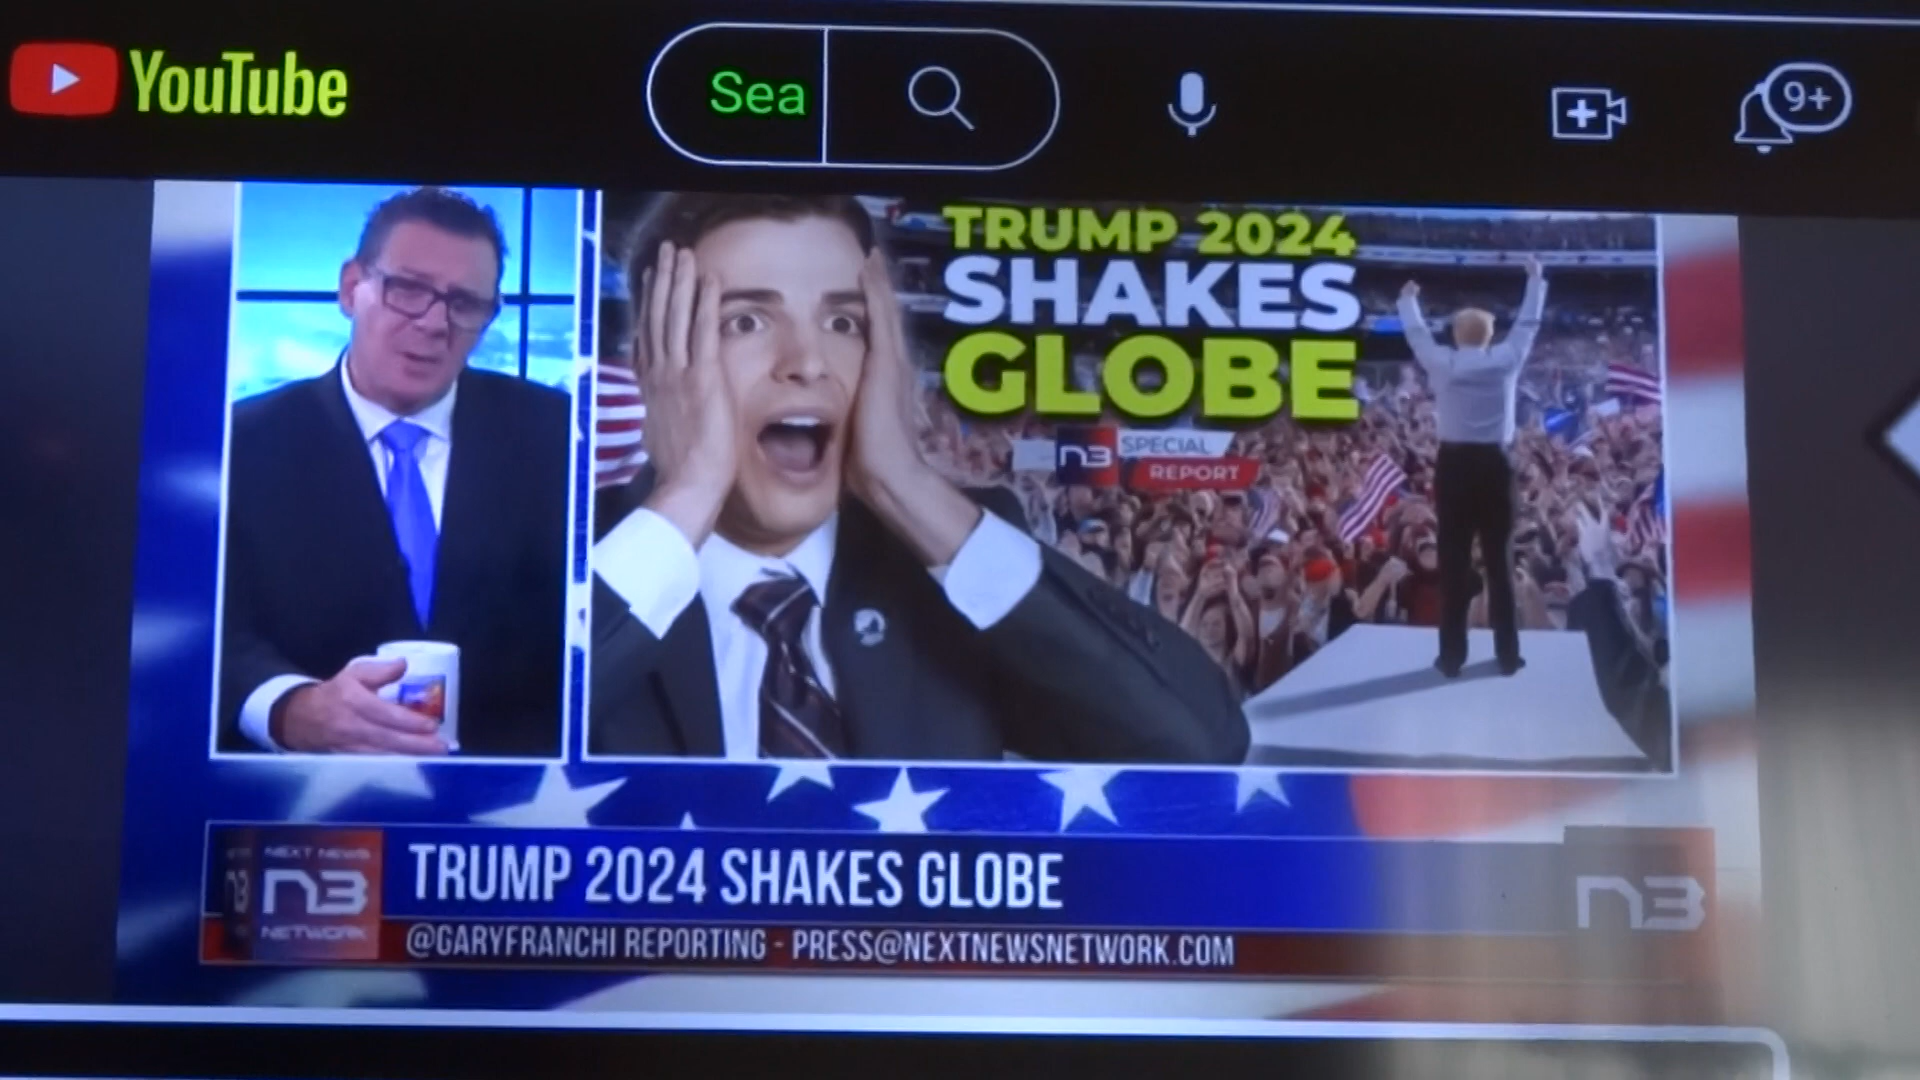 YouTube
Sea
9+
TRUMP 2024
SHAKES
GLOBE
n3 SPECIAL
REPORT
NEXT NEWS
n3
NETWORK
TRUMP 2024 SHAKES GLOBE
@GARYFRANCHI REPORTING - PRESS@NEXTNEWSNETWORK.COM
n3